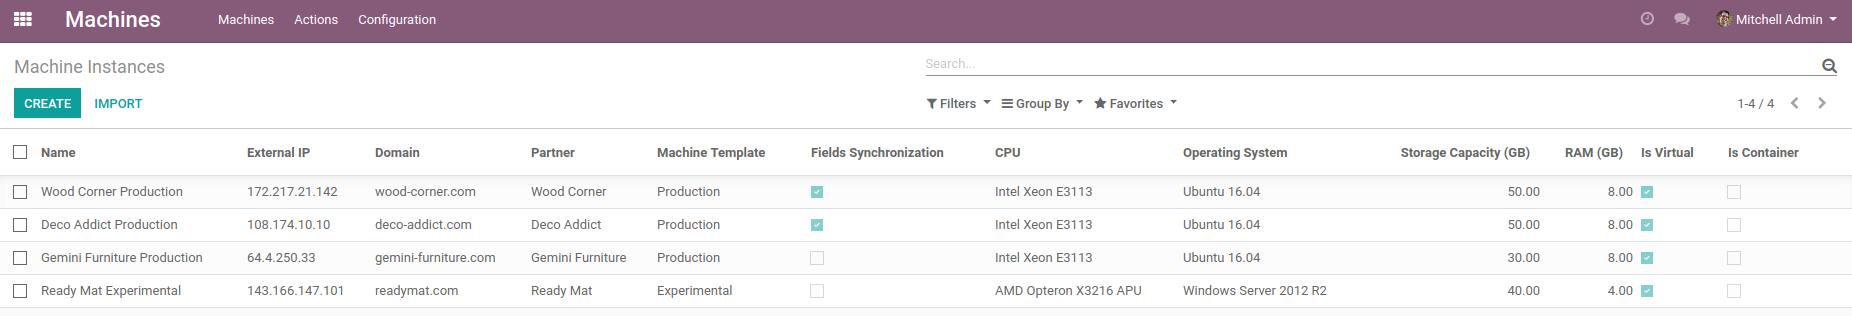 Machines Machines Actions Configuration Mitchell Admin
Machine Instances Search...
CREATE IMPORT Filters Group By Favorites 1-4 / 4
Name External IP Domain Partner Machine Template Fields Synchronization CPU Operating System Storage Capacity (GB) RAM (GB) Is Virtual Is Container
Wood Corner Production 172.217.21.142 wood-corner.com Wood Corner Production Intel Xeon E3113 Ubuntu 16.04 50.00 8.00
Deco Addict Production 108.174.10.10 deco-addict.com Deco Addict Production Intel Xeon E3113 Ubuntu 16.04 50.00 8.00
Gemini Furniture Production 64.4.250.33 gemini-furniture.com Gemini Furniture Production Intel Xeon E3113 Ubuntu 16.04 30.00 8.00
Ready Mat Experimental 143.166.147.101 readymat.com Ready Mat Experimental AMD Opteron X3216 APU Windows Server 2012 R2 40.00 4.00